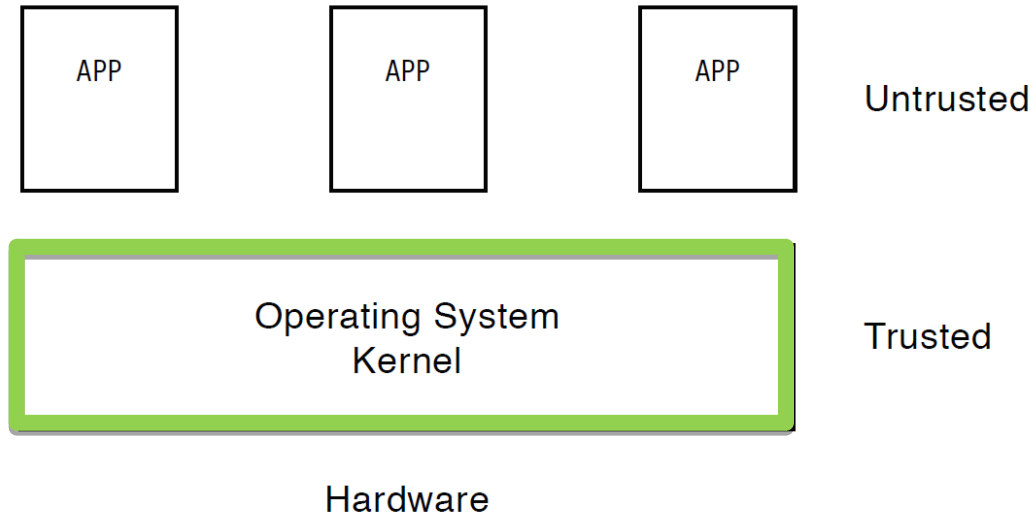 APP
APP
APP
Untrusted
Operating System
Kernel
Trusted
Hardware